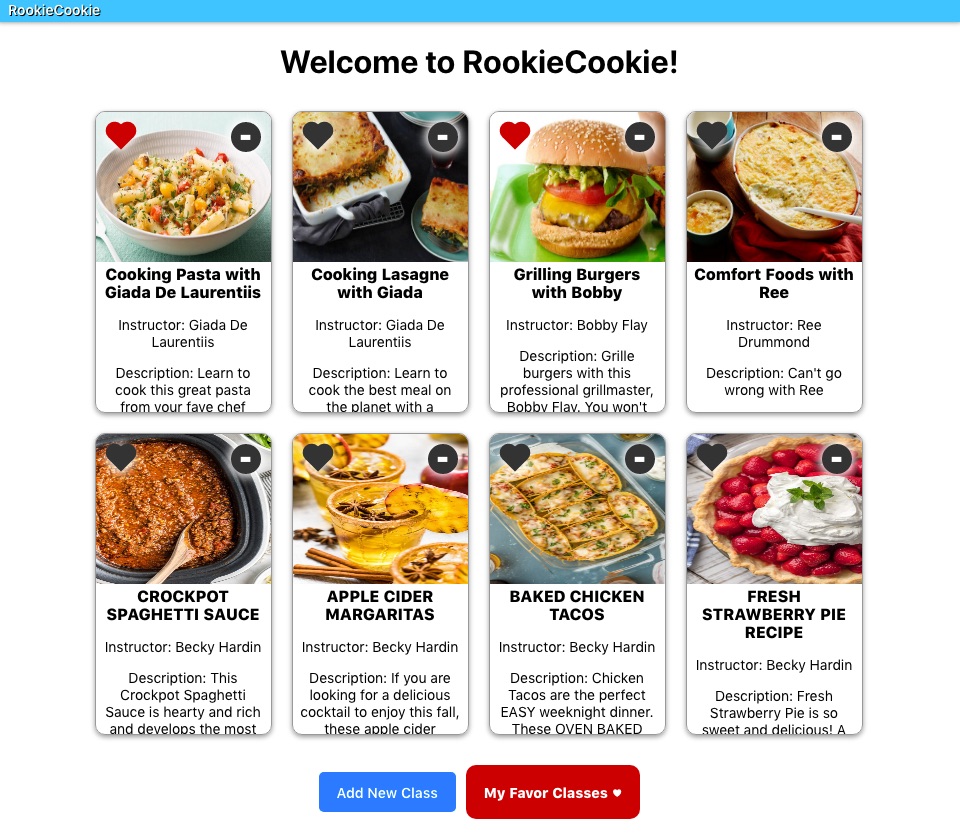 RookieCookie
Welcome to RookieCookie!
Cooking Pasta with
Giada De Laurentiis
Instructor: Giada De
Laurentiis
Description: Learn to
cook this great pasta
from your fave chef
Cooking Lasagne
with Giada
Instructor: Giada De
Laurentiis
Description: Learn to
cook the best meal on
the planet with a
Grilling Burgers
with Bobby
Instructor: Bobby Flay
Description: Grille
burgers with this
professional grillmaster,
Bobby Flay. You won't
Comfort Foods with
Ree
Instructor: Ree
Drummond
Description: Can't go
wrong with Ree
CROCKPOT
SPAGHETTI SAUCE
Instructor: Becky Hardin
Description: This
Crockpot Spaghetti
Sauce is hearty and rich
and develops the most
APPLE CIDER
MARGARITAS
Instructor: Becky Hardin
Description: If you are
looking for a delicious
cocktail to enjoy this fall,
these apple cider
BAKED CHICKEN
TACOS
Instructor: Becky Hardin
Description: Chicken
Tacos are the perfect
EASY weeknight dinner.
These OVEN BAKED
FRESH
STRAWBERRY PIE
RECIPE
Instructor: Becky Hardin
Description: Fresh
Strawberry Pie is so
sweet and delicious! A
Add New Class
My Favor Classes ♥